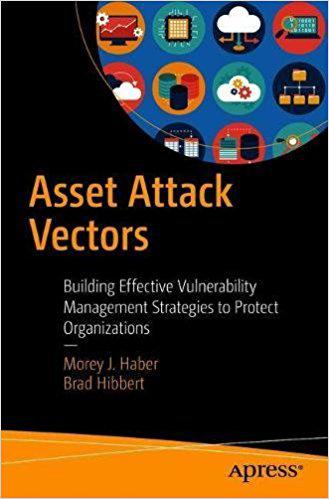 Asset Attack
Vectors
Building Effective Vulnerability
Management Strategies to Protect
Organizations
—
Morey J. Haber
Brad Hibbert
Apress®